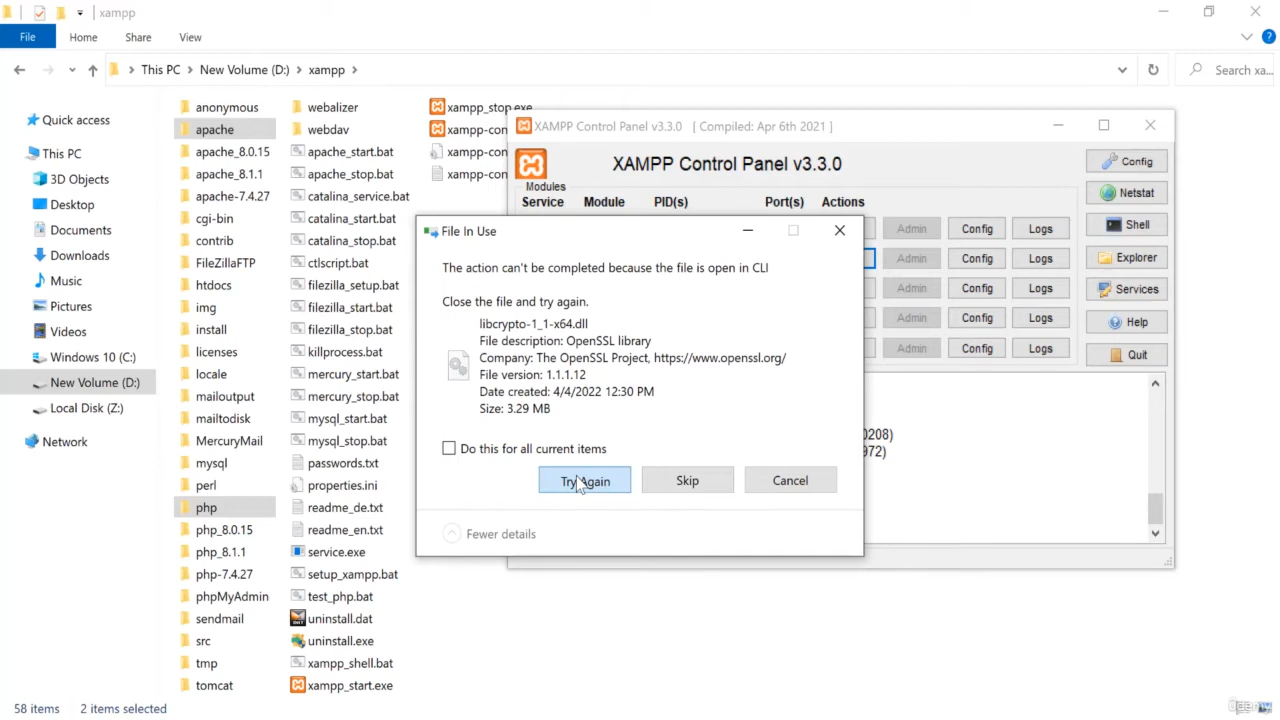 xampp
File
Home
Share
View
This PC > New Volume (D:) > xampp >
Search xa...
Quick access
This PC
3D Objects
Desktop
Documents
Downloads
Music
Pictures
Videos
Windows 10 (C:)
New Volume (D:)
Local Disk (Z:)
Network
anonymous
apache
apache_8.0.15
apache_8.1.1
apache-7.4.27
cgi-bin
contrib
FileZillaFTP
htdocs
img
install
licenses
locale
mailoutput
mailtodisk
MercuryMail
mysql
perl
php
php_8.0.15
php_8.1.1
php-7.4.27
phpMyAdmin
sendmail
src
tmp
tomcat
webalizer
webdav
apache_start.bat
apache_stop.bat
catalina_service.bat
catalina_start.bat
catalina_stop.bat
ctlscript.bat
filezilla_setup.bat
filezilla_start.bat
filezilla_stop.bat
killprocess.bat
mercury_start.bat
mercury_stop.bat
mysql_start.bat
mysql_stop.bat
passwords.txt
properties.ini
readme_de.txt
readme_en.txt
service.exe
setup_xampp.bat
test_php.bat
uninstall.dat
uninstall.exe
xampp_shell.bat
xampp_start.exe
xampp_stop.exe
xampp-con
xampp-con
xampp-con
XAMPP Control Panel v3.3.0 [ Compiled: Apr 6th 2021 ]
XAMPP Control Panel v3.3.0
Modules
Service Module PID(s) Port(s) Actions
Admin Config Logs
Admin Config Logs
Admin Config Logs
Admin Config Logs
Admin Config Logs
Config
Netstat
Shell
Explorer
Services
Help
Quit
0208)
972)
File In Use
The action can't be completed because the file is open in CLI
Close the file and try again.
libcrypto-1_1-x64.dll
File description: OpenSSL library
Company: The OpenSSL Project, https://www.openssl.org/
File version: 1.1.1.12
Date created: 4/4/2022 12:30 PM
Size: 3.29 MB
Do this for all current items
Try Again
Skip
Cancel
Fewer details
58 items
2 items selected